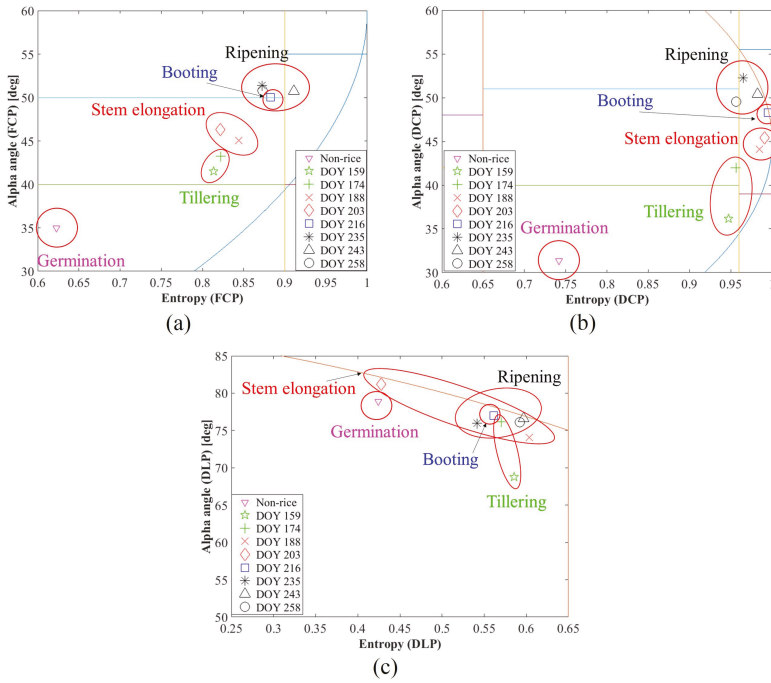 60
55
50
45
40
35
30
Alpha angle (FCP) [deg]
Ripening
Booting
Stem elongation
Tillering
Germination
Non-rice
DOY 159
DOY 174
DOY 188
DOY 203
DOY 216
DOY 235
DOY 243
DOY 258
0.6 0.65 0.7 0.75 0.8 0.85 0.9 0.95 1
Entropy (FCP)
(a)
60
55
50
45
40
35
30
Alpha angle (DCP) [deg]
Ripening
Booting
Stem elongation
Tillering
Germination
Non-rice
DOY 159
DOY 174
DOY 188
DOY 203
DOY 216
DOY 235
DOY 243
DOY 258
0.6 0.65 0.7 0.75 0.8 0.85 0.9 0.95 1
Entropy (DCP)
(b)
85
80
75
70
65
60
55
50
Alpha angle (DLP) [deg]
Ripening
Stem elongation
Germination
Booting
Tillering
Non-rice
DOY 159
DOY 174
DOY 188
DOY 203
DOY 216
DOY 235
DOY 243
DOY 258
0.25 0.3 0.35 0.4 0.45 0.5 0.55 0.6 0.65
Entropy (DLP)
(c)